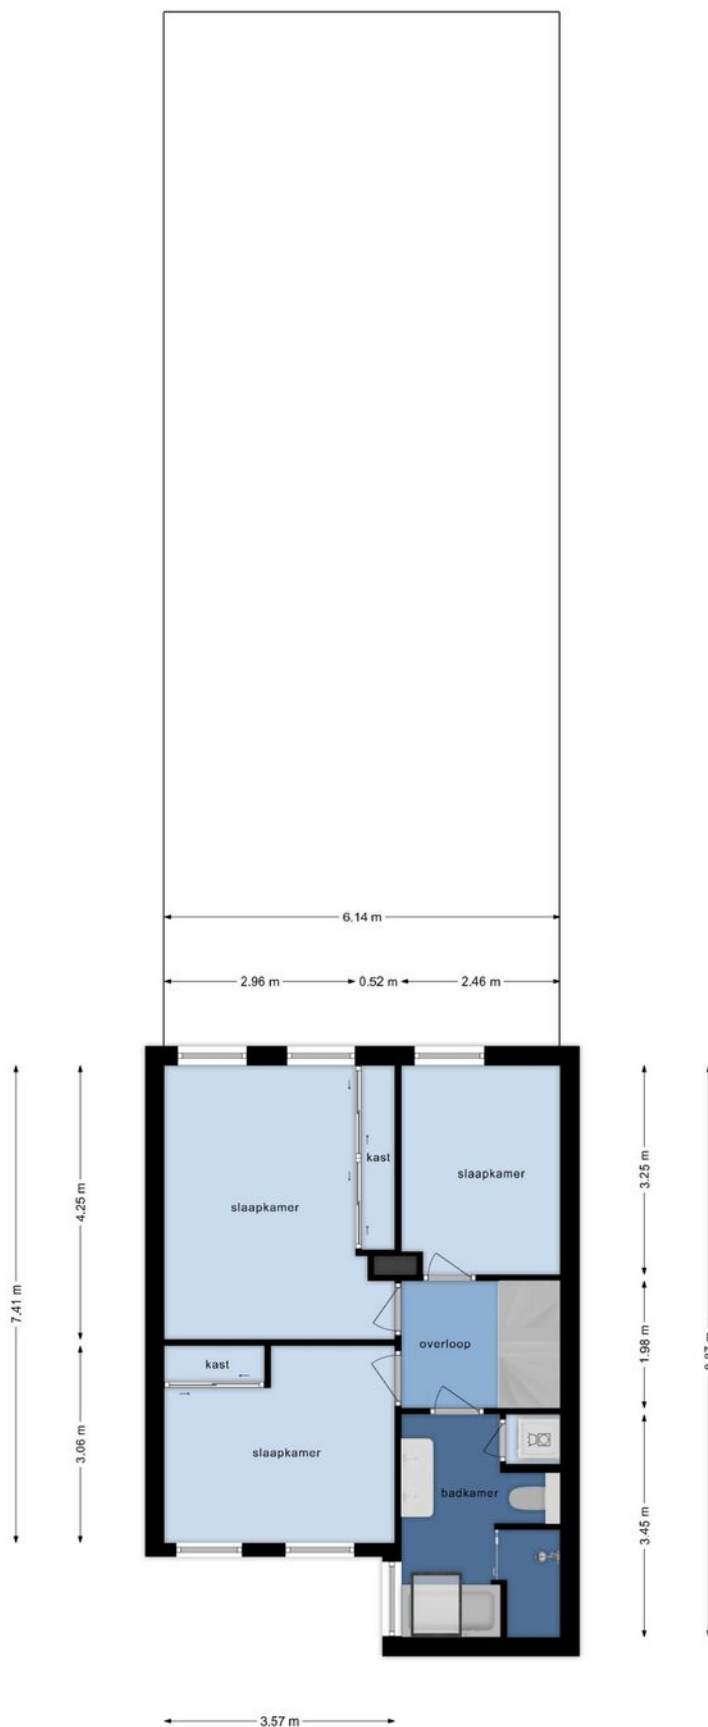 6.14 m
2.96 m
0.52 m
2.46 m
kast
slaapkamer
slaapkamer
3.25 m
4.25 m
7.41 m
overloop
1.98 m
kast
slaapkamer
3.06 m
badkamer
3.45 m
3.57 m